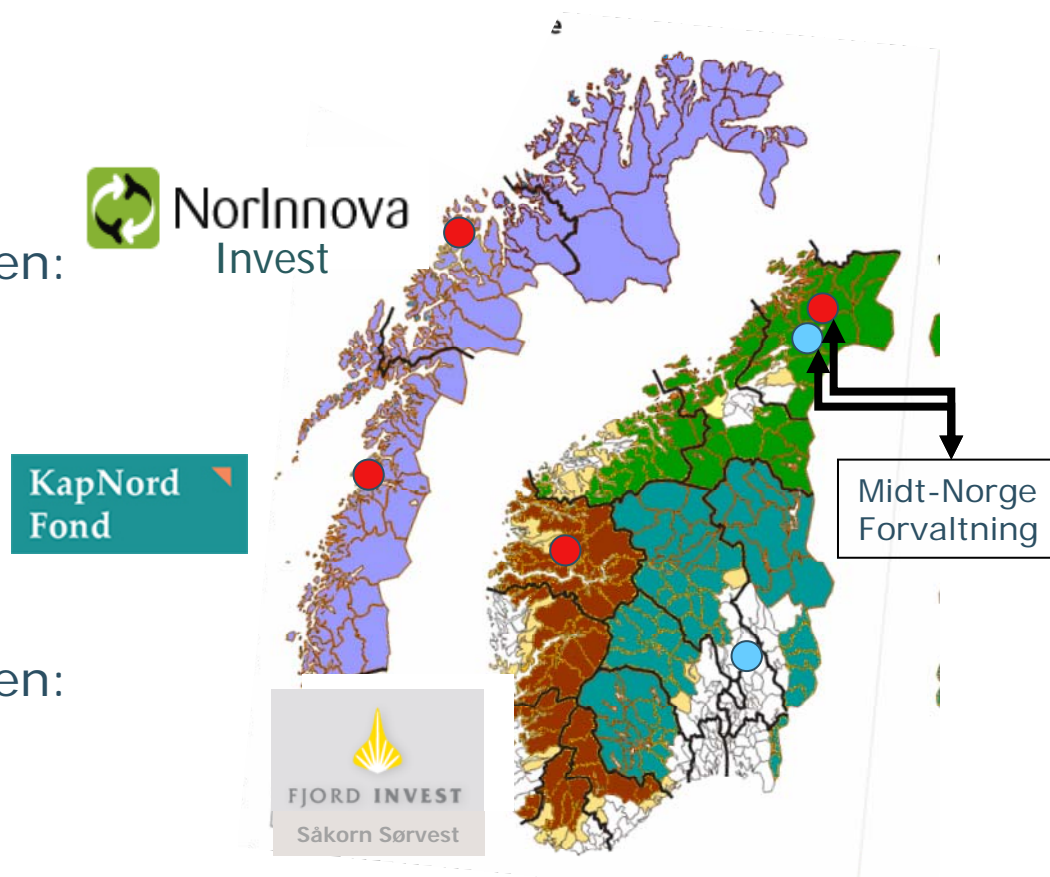 e
NorInnova
Invest
en:
KapNord
Fond
Midt-Norge
Forvaltning
en:
FJORD INVEST
Såkorn Sørvest